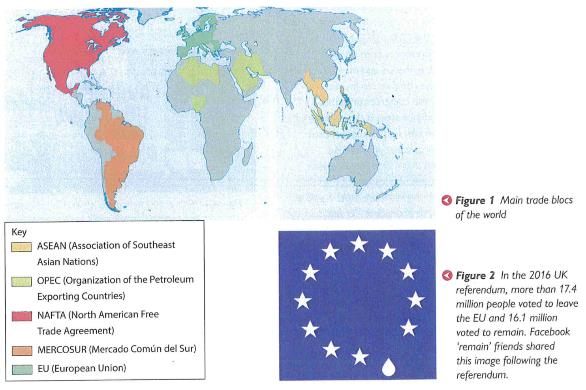 Figure 1 Main trade blocs
of the world
Key
ASEAN (Association of Southeast
Asian Nations)
OPEC (Organization of the Petroleum
Exporting Countries)
NAFTA (North American Free
Trade Agreement)
MERCOSUR (Mercado Común del Sur)
EU (European Union)
Figure 2 In the 2016 UK
referendum, more than 17.4
million people voted to leave
the EU and 16.1 million
voted to remain. Facebook
'remain' friends shared
this image following the
referendum.